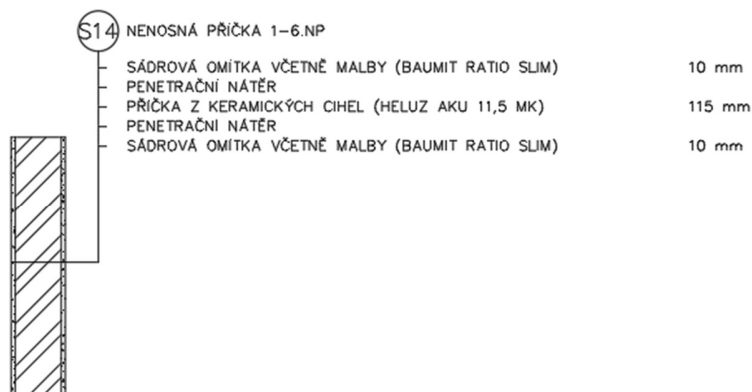 S14 NENOSNÁ PŘÍČKA 1-6.NP
SÁDROVÁ OMÍTKA VČETNĚ MALBY (BAUMIT RATIO SLIM) 10 mm
PENETRAČNÍ NÁTĚR
PŘÍČKA Z KERAMICKÝCH CIHEL (HELUZ AKU 11,5 MK) 115 mm
PENETRAČNÍ NÁTĚR
SÁDROVÁ OMÍTKA VČETNĚ MALBY (BAUMIT RATIO SLIM) 10 mm